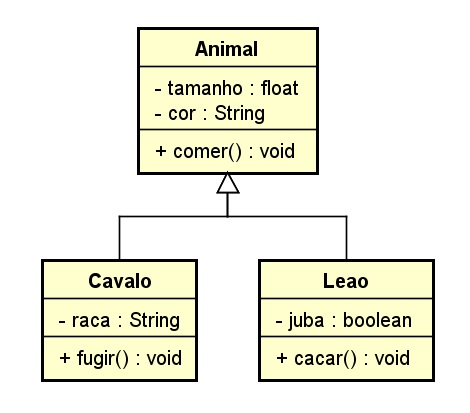 Animal
- tamanho : float
- cor : String
+ comer() : void
Cavalo
- raca : String
+ fugir() : void
Leao
- juba : boolean
+ cacar() : void